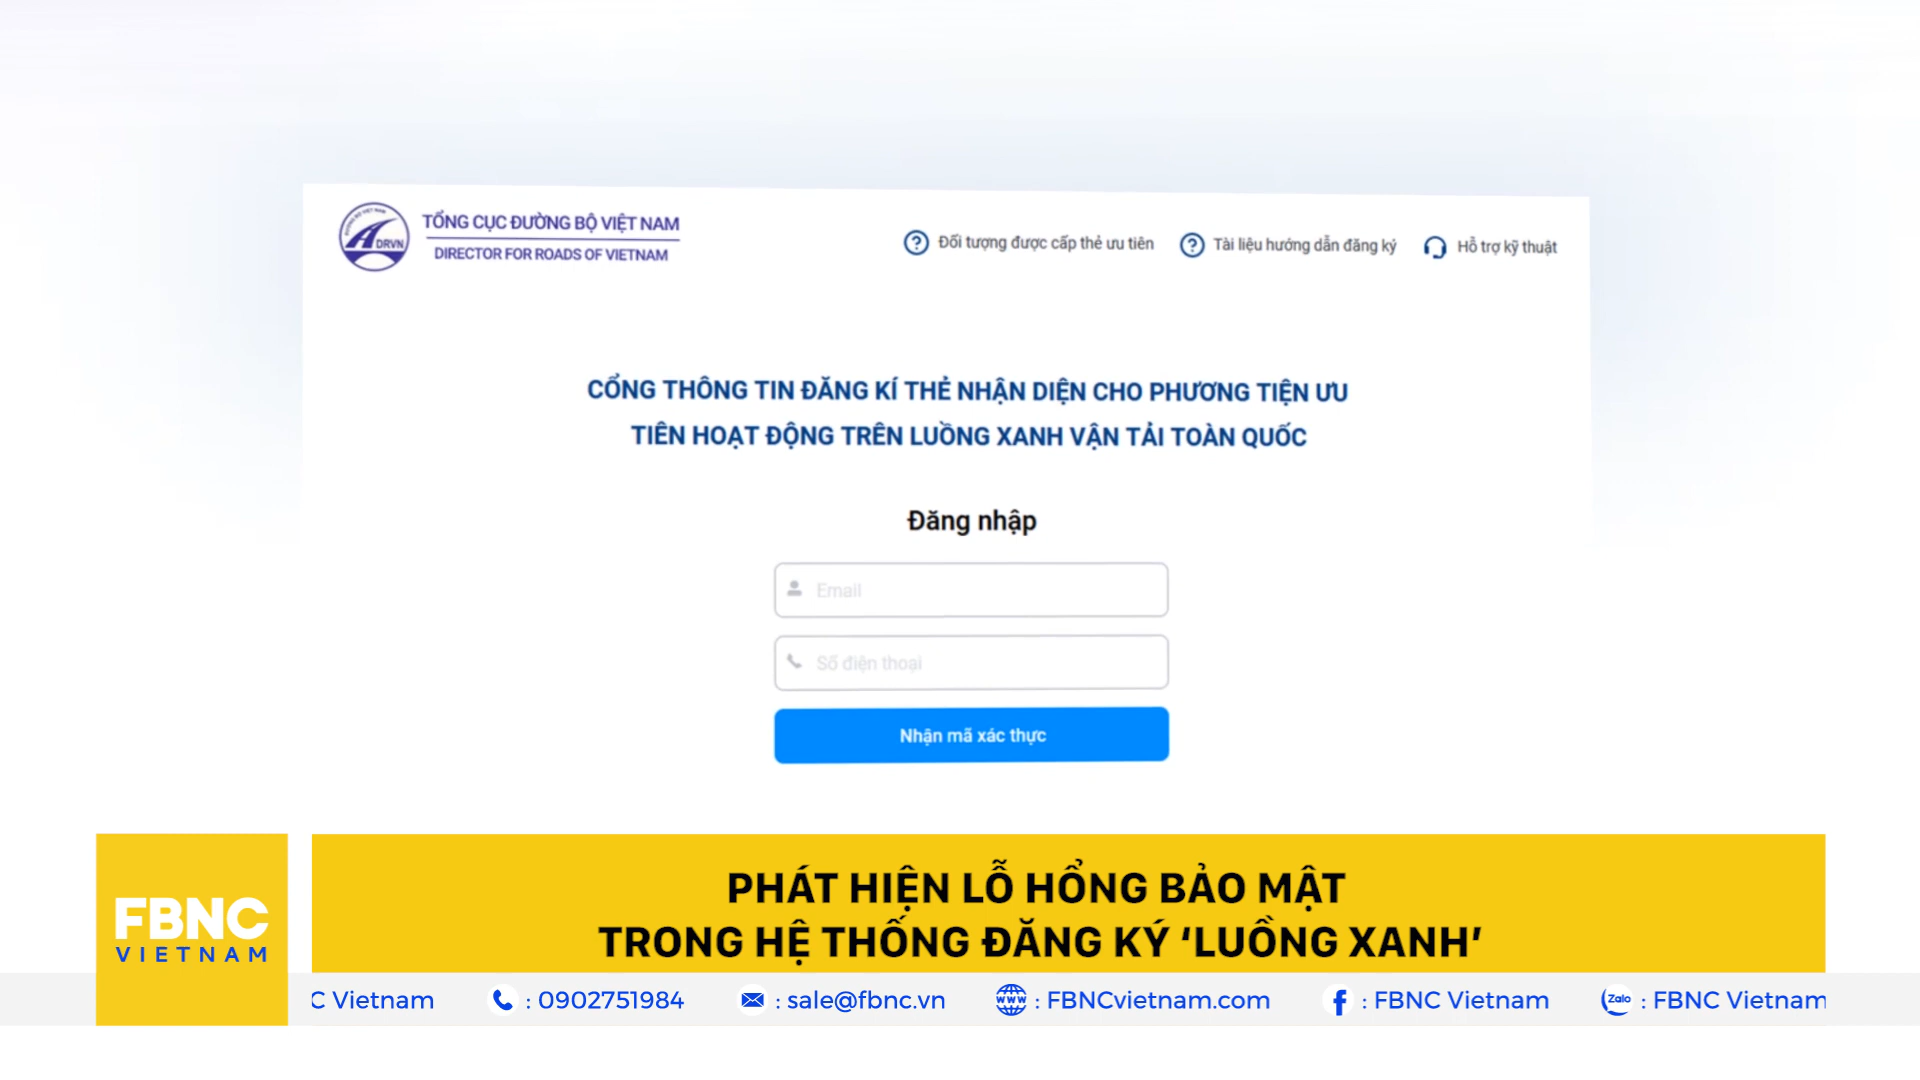 TỔNG CỤC ĐƯỜNG BỘ VIỆT NAM
DRVN
DIRECTOR FOR ROADS OF VIETNAM
Đối tượng được cấp thẻ ưu tiên
Tài liệu hướng dẫn đăng ký
Hỗ trợ kỹ thuật
CỔNG THÔNG TIN ĐĂNG KÍ THẺ NHẬN DIỆN CHO PHƯƠNG TIỆN ƯU
TIÊN HOẠT ĐỘNG TRÊN LUỒNG XANH VẬN TẢI TOÀN QUỐC
Đăng nhập
Email
Số điện thoại
Nhận mã xác thực
FBNC
VIETNAM
PHÁT HIỆN LỖ HỔNG BẢO MẬT
TRONG HỆ THỐNG ĐĂNG KÝ ‘LUỒNG XANH’
C Vietnam : 0902751984 : sale@fbnc.vn www : FBNCvietnam.com f : FBNC Vietnam Zalo : FBNC Vietnam